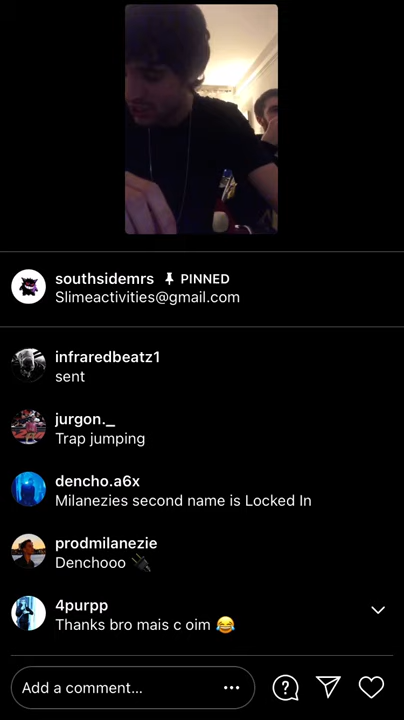 southsidemrs PINNED
Slimeactivities@gmail.com
infraredbeatz1
sent
jurgon._
Trap jumping
dencho.a6x
Milanezies second name is Locked In
prodmilanezie
Denchooo 🔌
4purpp
Thanks bro mais c oim 😂
Add a comment...